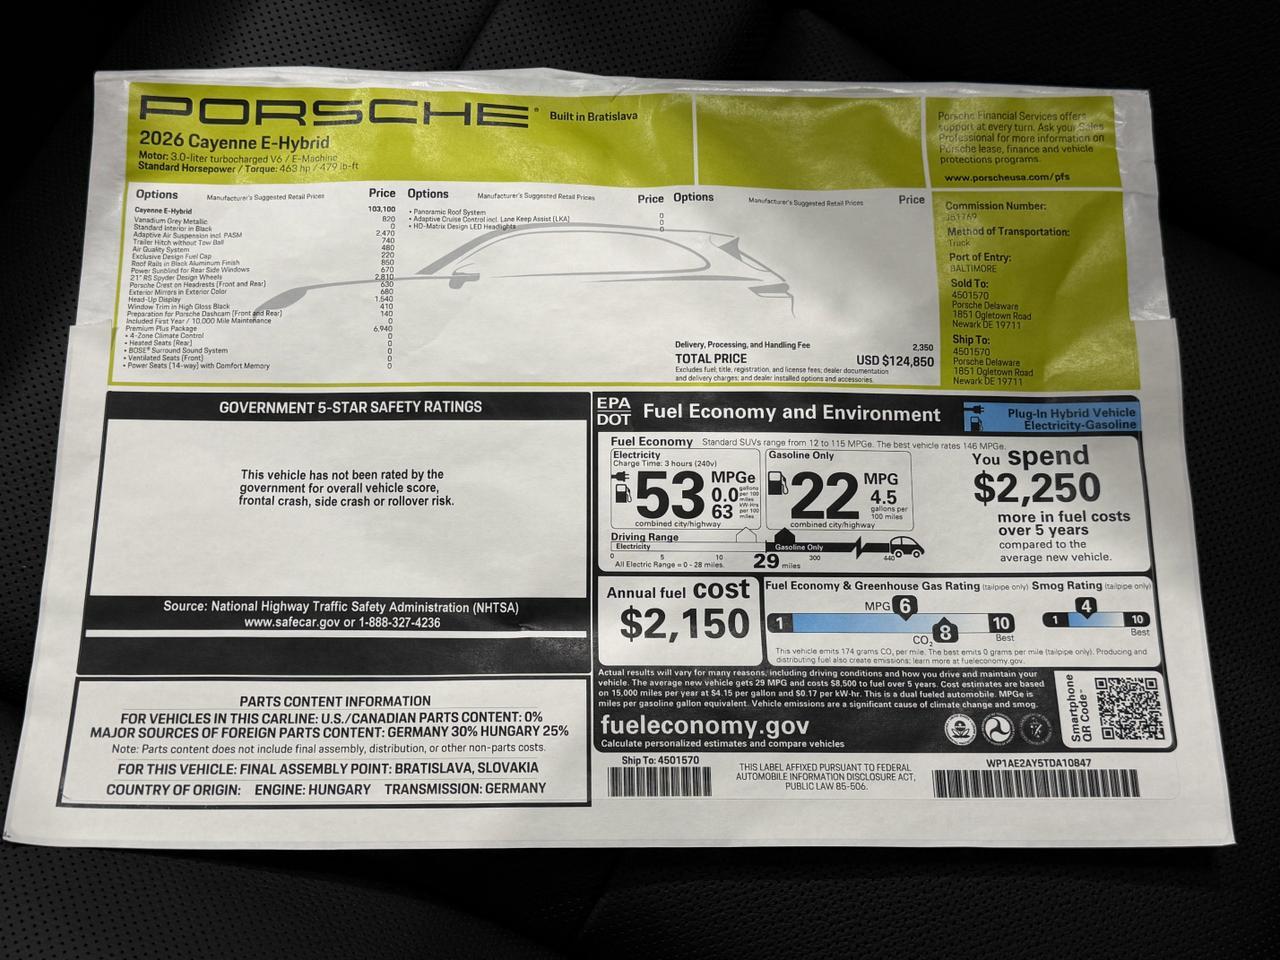 PORSCHE
Built in Bratislava
2026 Cayenne E-Hybrid
Motor: 3.0-liter turbocharged V6 / E-Machine
Standard Horsepower / Torque: 463 hp / 479 lb-ft
Porsche Financial Services offers
support at every turn. Ask your Sales
Professional for more information on
Porsche lease, finance and vehicle
protections programs.
www.porscheusa.com/pfs
Options Manufacturer's Suggested Retail Prices Price
Cayenne E-Hybrid 103,100
Vanadium Grey Metallic 820
Standard Interior in Black 0
Adaptive Air Suspension incl. PASM 2,470
Trailer Hitch without Tow Ball 740
Air Quality System 480
Exclusive Design Fuel Cap 220
Roof Rails in Black Aluminum Finish 850
Power Sunblind for Rear Side Windows 670
21" RS Spyder Design Wheels 2,810
Porsche Crest on Headrests (Front and Rear) 630
Exterior Mirrors in Exterior Color 680
Head-Up Display 1,540
Window Trim in High Gloss Black 410
Preparation for Porsche Dashcam (Front and Rear) 140
Included First Year / 10,000 Mile Maintenance 0
Premium Plus Package 6,940
• 4-Zone Climate Control 0
• Heated Seats (Rear) 0
• BOSE® Surround Sound System 0
• Ventilated Seats (Front) 0
• Power Seats (14-way) with Comfort Memory 0
Options Manufacturer's Suggested Retail Prices Price
• Panoramic Roof System 0
• Adaptive Cruise Control incl. Lane Keep Assist (LKA) 0
• HD-Matrix Design LED Headlights 0
Options Manufacturer's Suggested Retail Prices Price
Delivery, Processing, and Handling Fee 2,350
TOTAL PRICE USD $124,850
Excludes fuel, title, registration, and license fees; dealer documentation
and delivery charges; and dealer installed options and accessories.
Commission Number:
J81769
Method of Transportation:
Truck
Port of Entry:
BALTIMORE
Sold To:
4501570
Porsche Delaware
1851 Ogletown Road
Newark DE 19711
Ship To:
4501570
Porsche Delaware
1851 Ogletown Road
Newark DE 19711
GOVERNMENT 5-STAR SAFETY RATINGS
This vehicle has not been rated by the
government for overall vehicle score,
frontal crash, side crash or rollover risk.
Source: National Highway Traffic Safety Administration (NHTSA)
www.safecar.gov or 1-888-327-4236
PARTS CONTENT INFORMATION
FOR VEHICLES IN THIS CARLINE: U.S./CANADIAN PARTS CONTENT: 0%
MAJOR SOURCES OF FOREIGN PARTS CONTENT: GERMANY 30% HUNGARY 25%
Note: Parts content does not include final assembly, distribution, or other non-parts costs.
FOR THIS VEHICLE: FINAL ASSEMBLY POINT: BRATISLAVA, SLOVAKIA
COUNTRY OF ORIGIN: ENGINE: HUNGARY TRANSMISSION: GERMANY
EPA
DOT
Fuel Economy and Environment
Plug-In Hybrid Vehicle
Electricity-Gasoline
Fuel Economy Standard SUVs range from 12 to 115 MPGe. The best vehicle rates 146 MPGe.
Electricity
Charge Time: 3 hours (240v)
53 MPGe
0.0 gallons per 100 miles
63 kW-Hrs per 100 miles
combined city/highway
Gasoline Only
22 MPG
4.5 gallons per 100 miles
combined city/highway
Driving Range
Electricity Gasoline Only
0 5 10 29 miles 300 440
All Electric Range = 0 - 28 miles.
You spend
$2,250
more in fuel costs
over 5 years
compared to the
average new vehicle.
Annual fuel cost
$2,150
Fuel Economy & Greenhouse Gas Rating (tailpipe only)
MPG 6
1 10
CO2 8 Best
Smog Rating (tailpipe only)
4
1 10
Best
This vehicle emits 174 grams CO2 per mile. The best emits 0 grams per mile (tailpipe only). Producing and
distributing fuel also create emissions; learn more at fueleconomy.gov.
Actual results will vary for many reasons, including driving conditions and how you drive and maintain your
vehicle. The average new vehicle gets 29 MPG and costs $8,500 to fuel over 5 years. Cost estimates are based
on 15,000 miles per year at $4.15 per gallon and $0.17 per kW-hr. This is a dual fueled automobile. MPGe is
miles per gasoline gallon equivalent. Vehicle emissions are a significant cause of climate change and smog.
fueleconomy.gov
Calculate personalized estimates and compare vehicles
Smartphone
QR Code
Ship To: 4501570
THIS LABEL AFFIXED PURSUANT TO FEDERAL
AUTOMOBILE INFORMATION DISCLOSURE ACT,
PUBLIC LAW 85-506.
WP1AE2AY5TDA10847